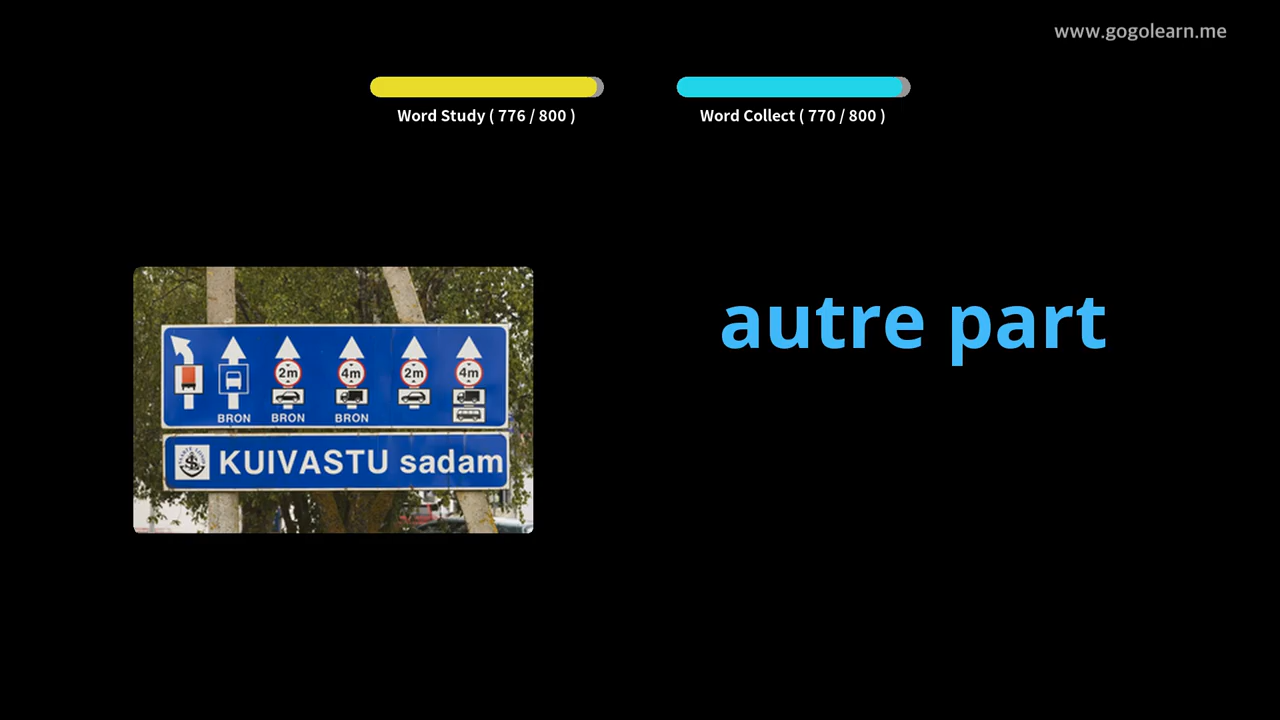 www.gogolearn.me
Word Study ( 776 / 800 )
Word Collect ( 770 / 800 )
autre part
2m 4m 2m 4m
BRON BRON BRON
KUIVASTU sadam